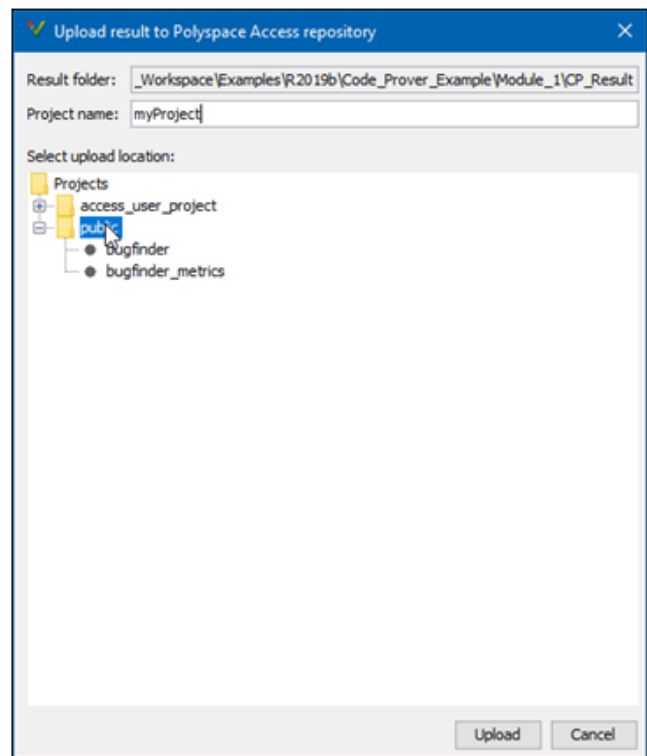 Upload result to Polyspace Access repository
Result folder: _Workspace\Examples\R2019b\Code_Prover_Example\Module_1\CP_Result
Project name: myProject
Select upload location:
Projects
access_user_project
public
bugfinder
bugfinder_metrics
Upload Cancel